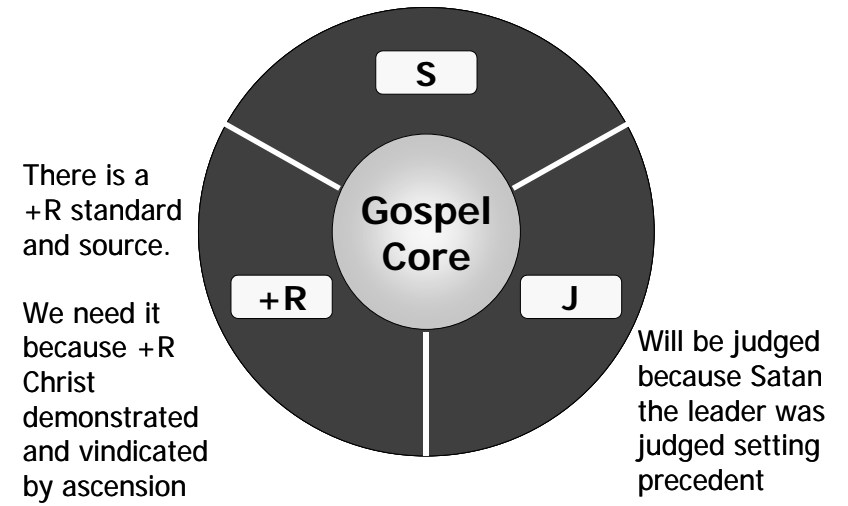 S
There is a
+R standard
and source.
Gospel
Core
+R
J
We need it
because +R
Christ
demonstrated
and vindicated
by ascension
Will be judged
because Satan
the leader was
judged setting
precedent